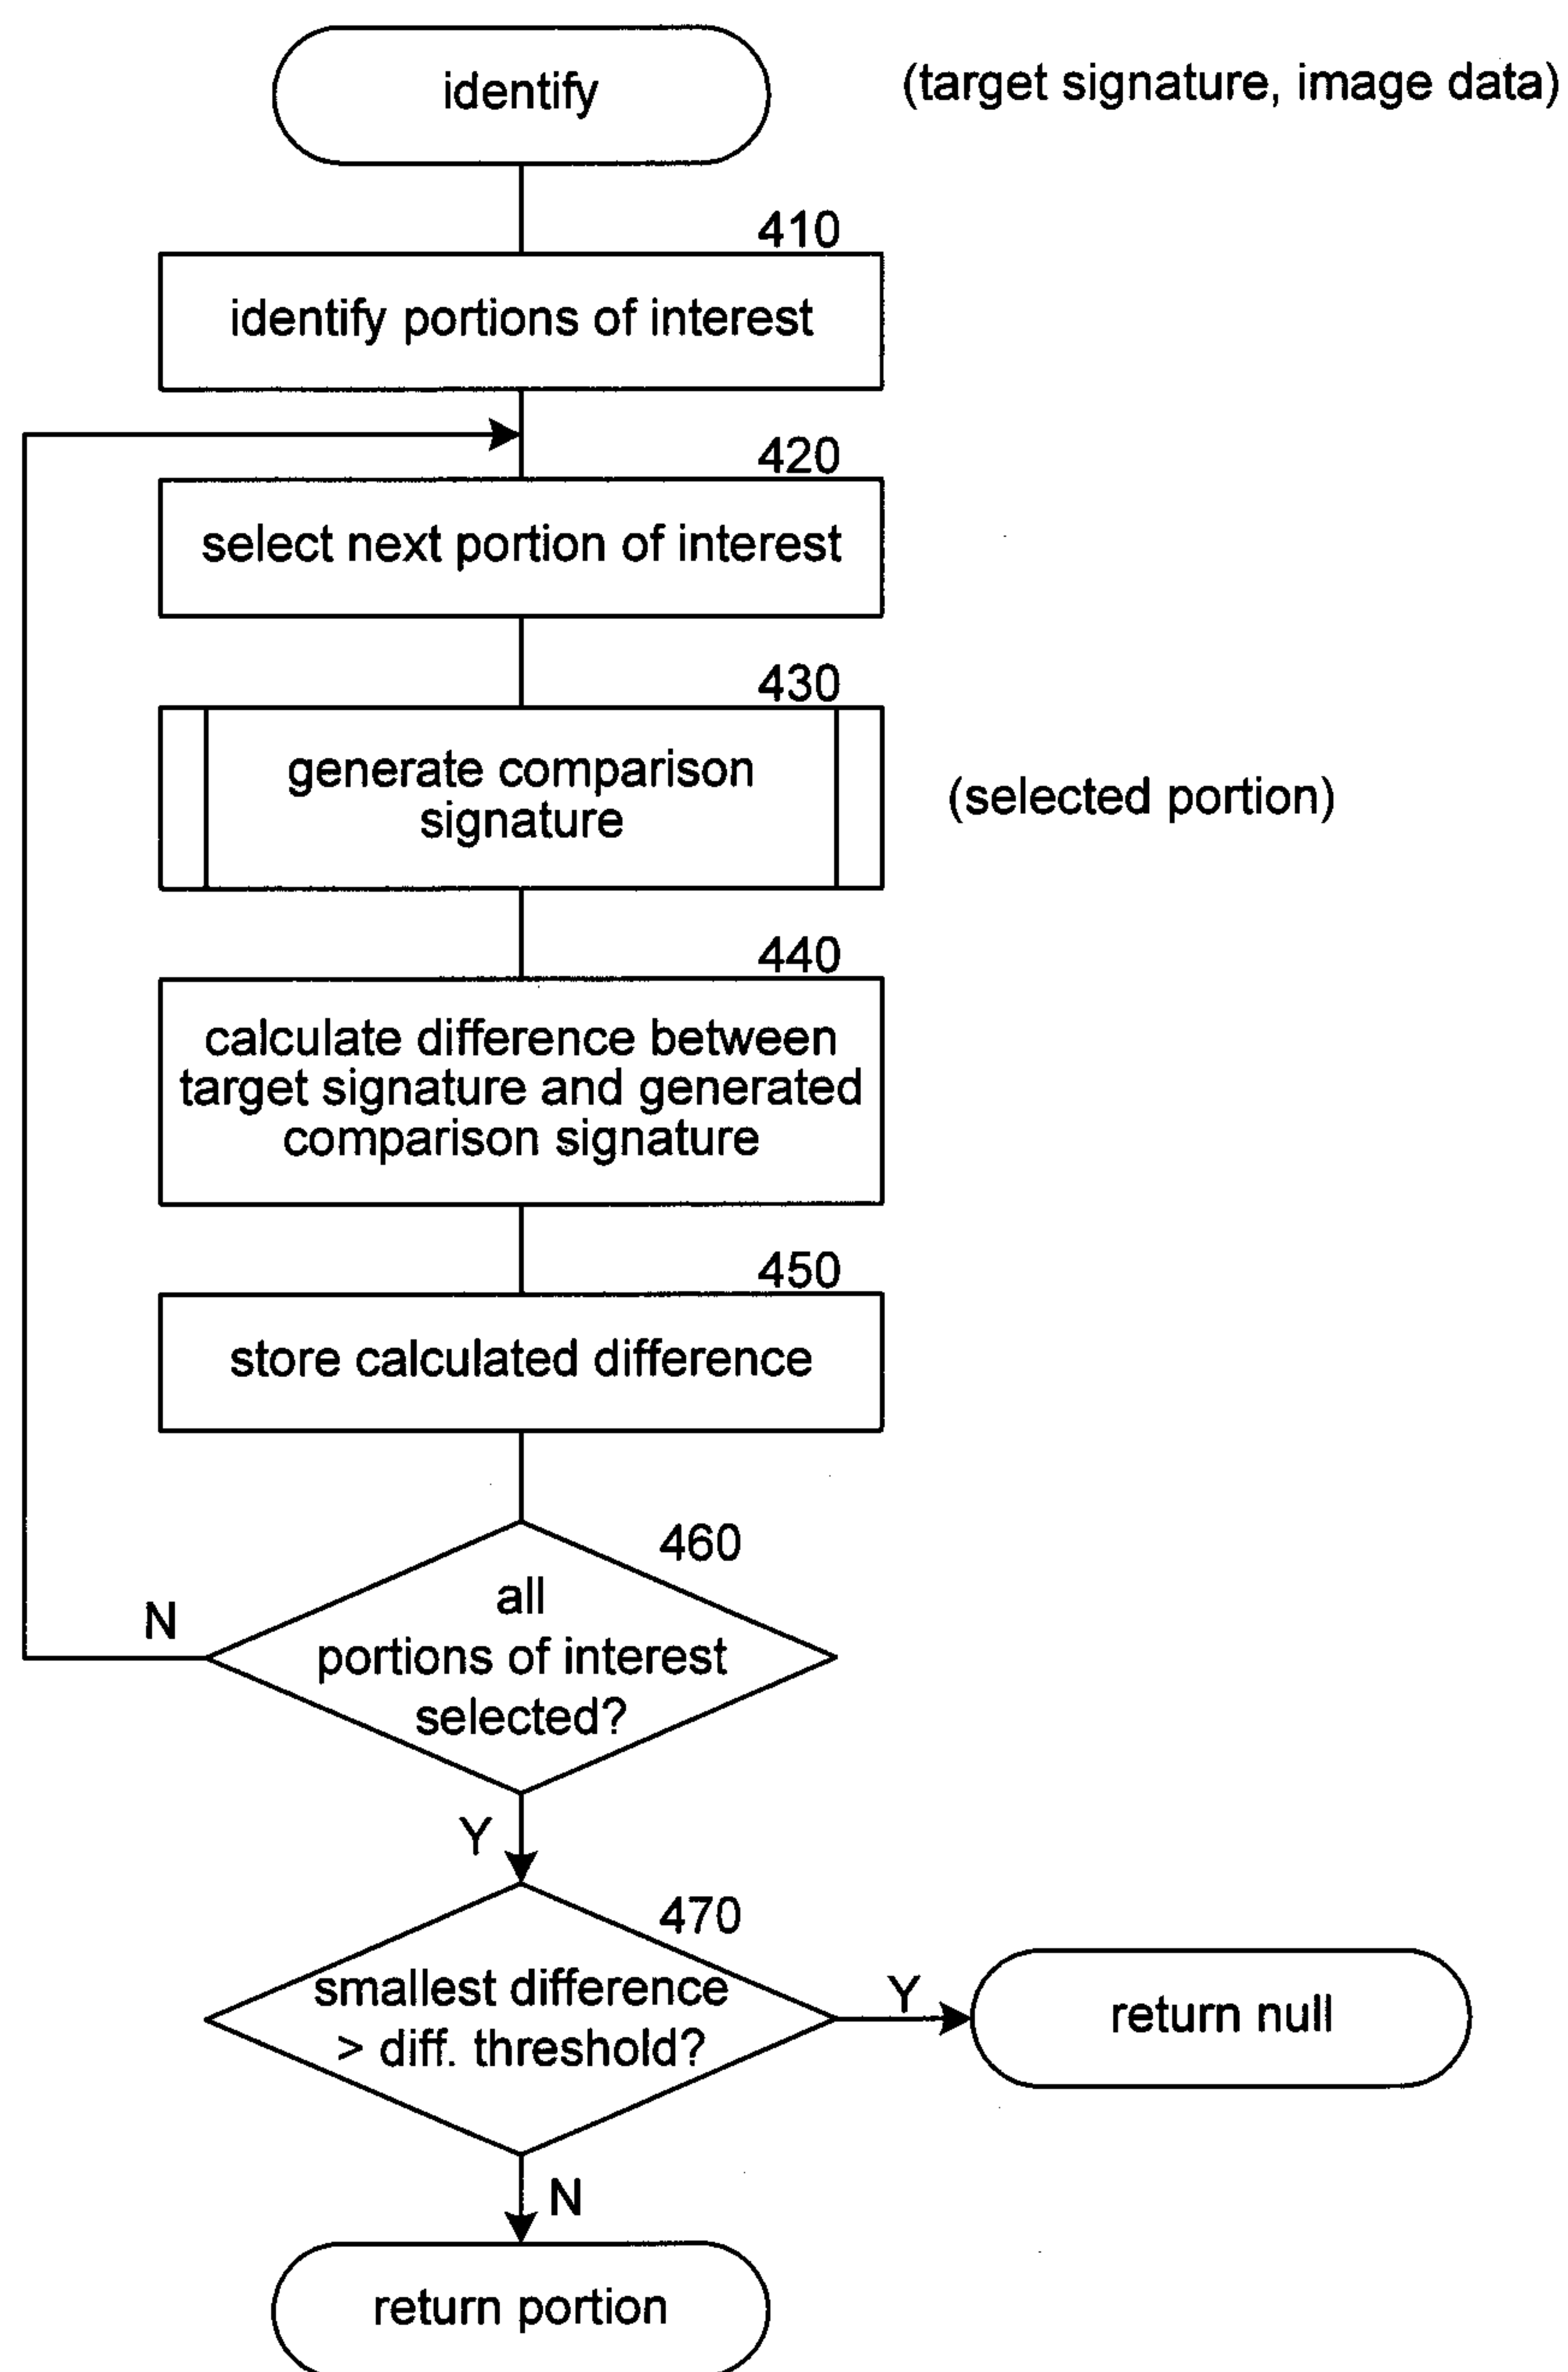 identify
(target signature, image data)
410
identify portions of interest
420
select next portion of interest
430
generate comparison
signature
(selected portion)
440
calculate difference between
target signature and generated
comparison signature
450
store calculated difference
460
all
portions of interest
selected?
N
Y
470
smallest difference
> diff. threshold?
Y
return null
N
return portion